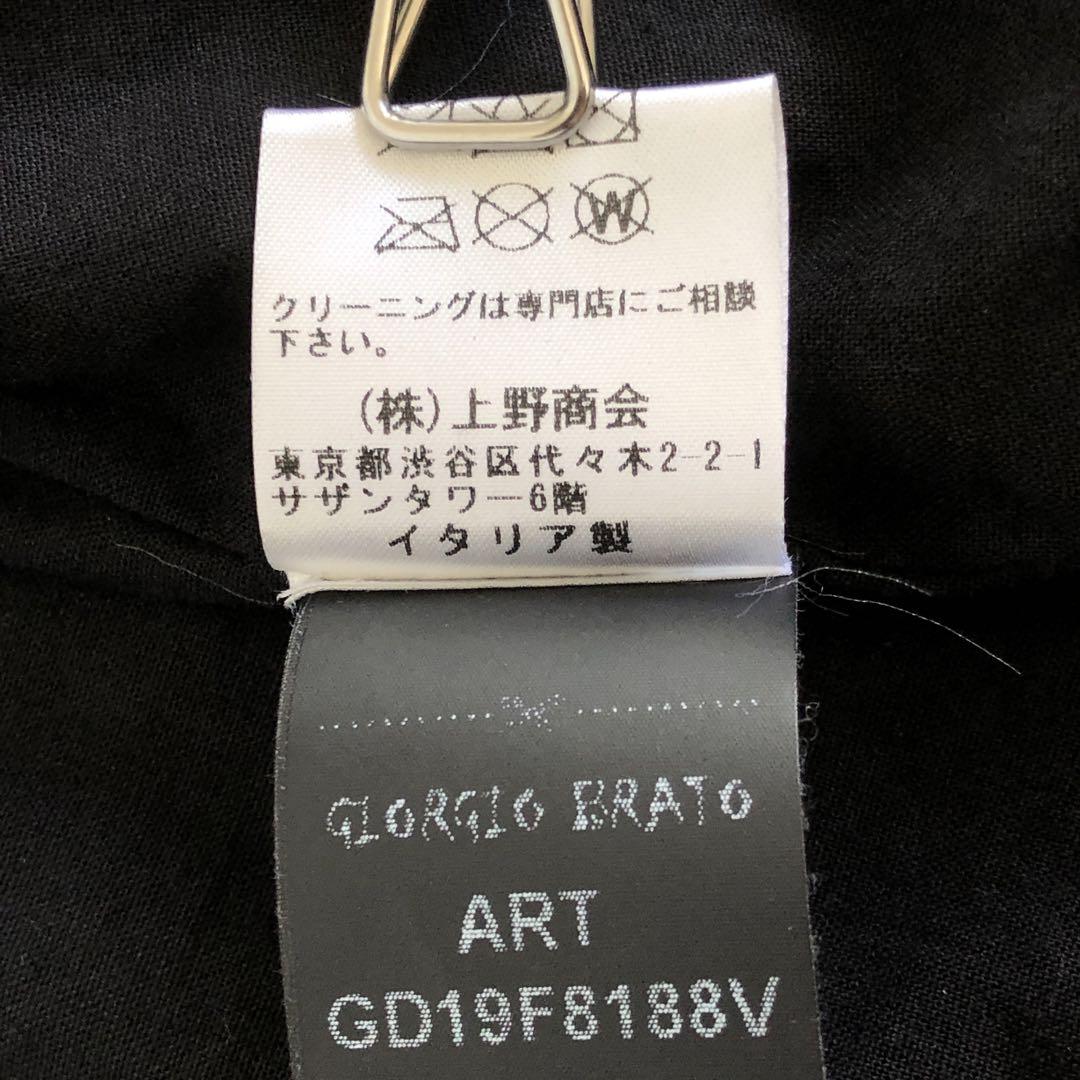 W
クリーニングは専門店にご相談
下さい。
(株)上野商会
東京都渋谷区代々木2-2-1
サザンタワー6階
イタリア製
GIORGIO BRATO
ART
GD19F8188V